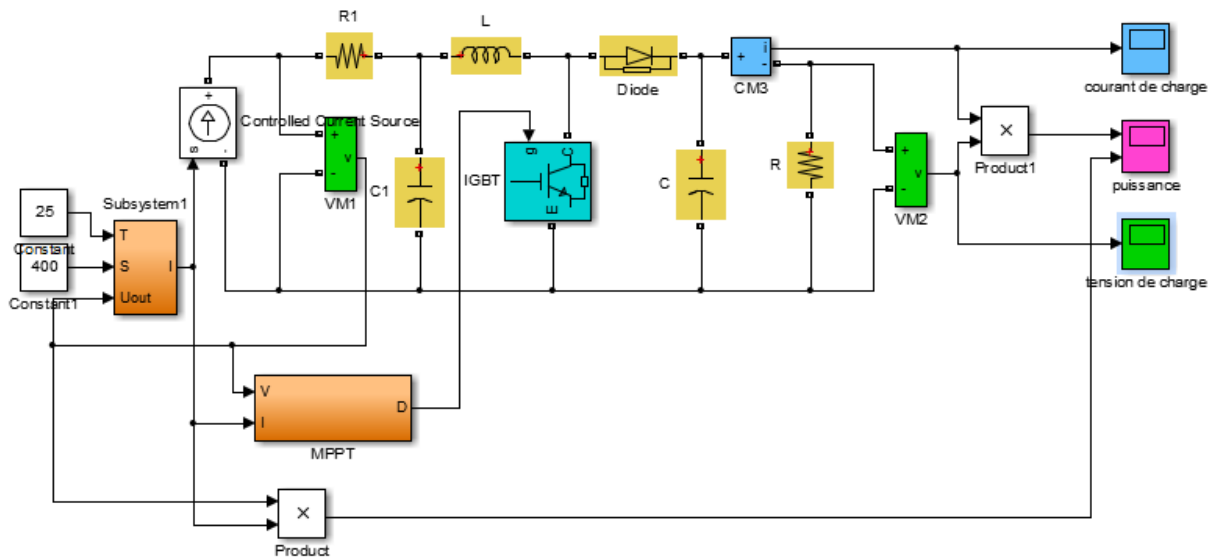 R1
L
Diode
+
i
-
CM3
courant de charge
+
s
-
Controlled Current Source
+
v
-
VM1
C1
g
C
E
IGBT
C
R
+
v
-
VM2
×
Product1
puissance
tension de charge
25
Constant
400
Constant1
Subsystem1
T
S
Uout
I
V
I
D
MPPT
×
Product